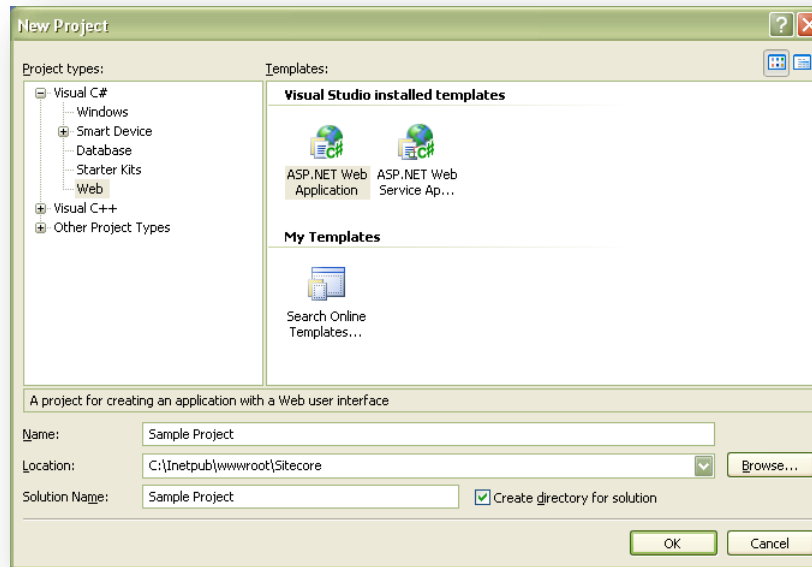 New Project
Project types:
Templates:
Visual C#
Windows
Smart Device
Database
Starter Kits
Web
Visual C++
Other Project Types
Visual Studio installed templates
ASP.NET Web
Application
ASP.NET Web
Service Ap...
My Templates
Search Online
Templates...
A project for creating an application with a Web user interface
Name:
Sample Project
Location:
C:\Inetpub\wwwroot\Sitecore
Browse...
Solution Name:
Sample Project
Create directory for solution
OK
Cancel